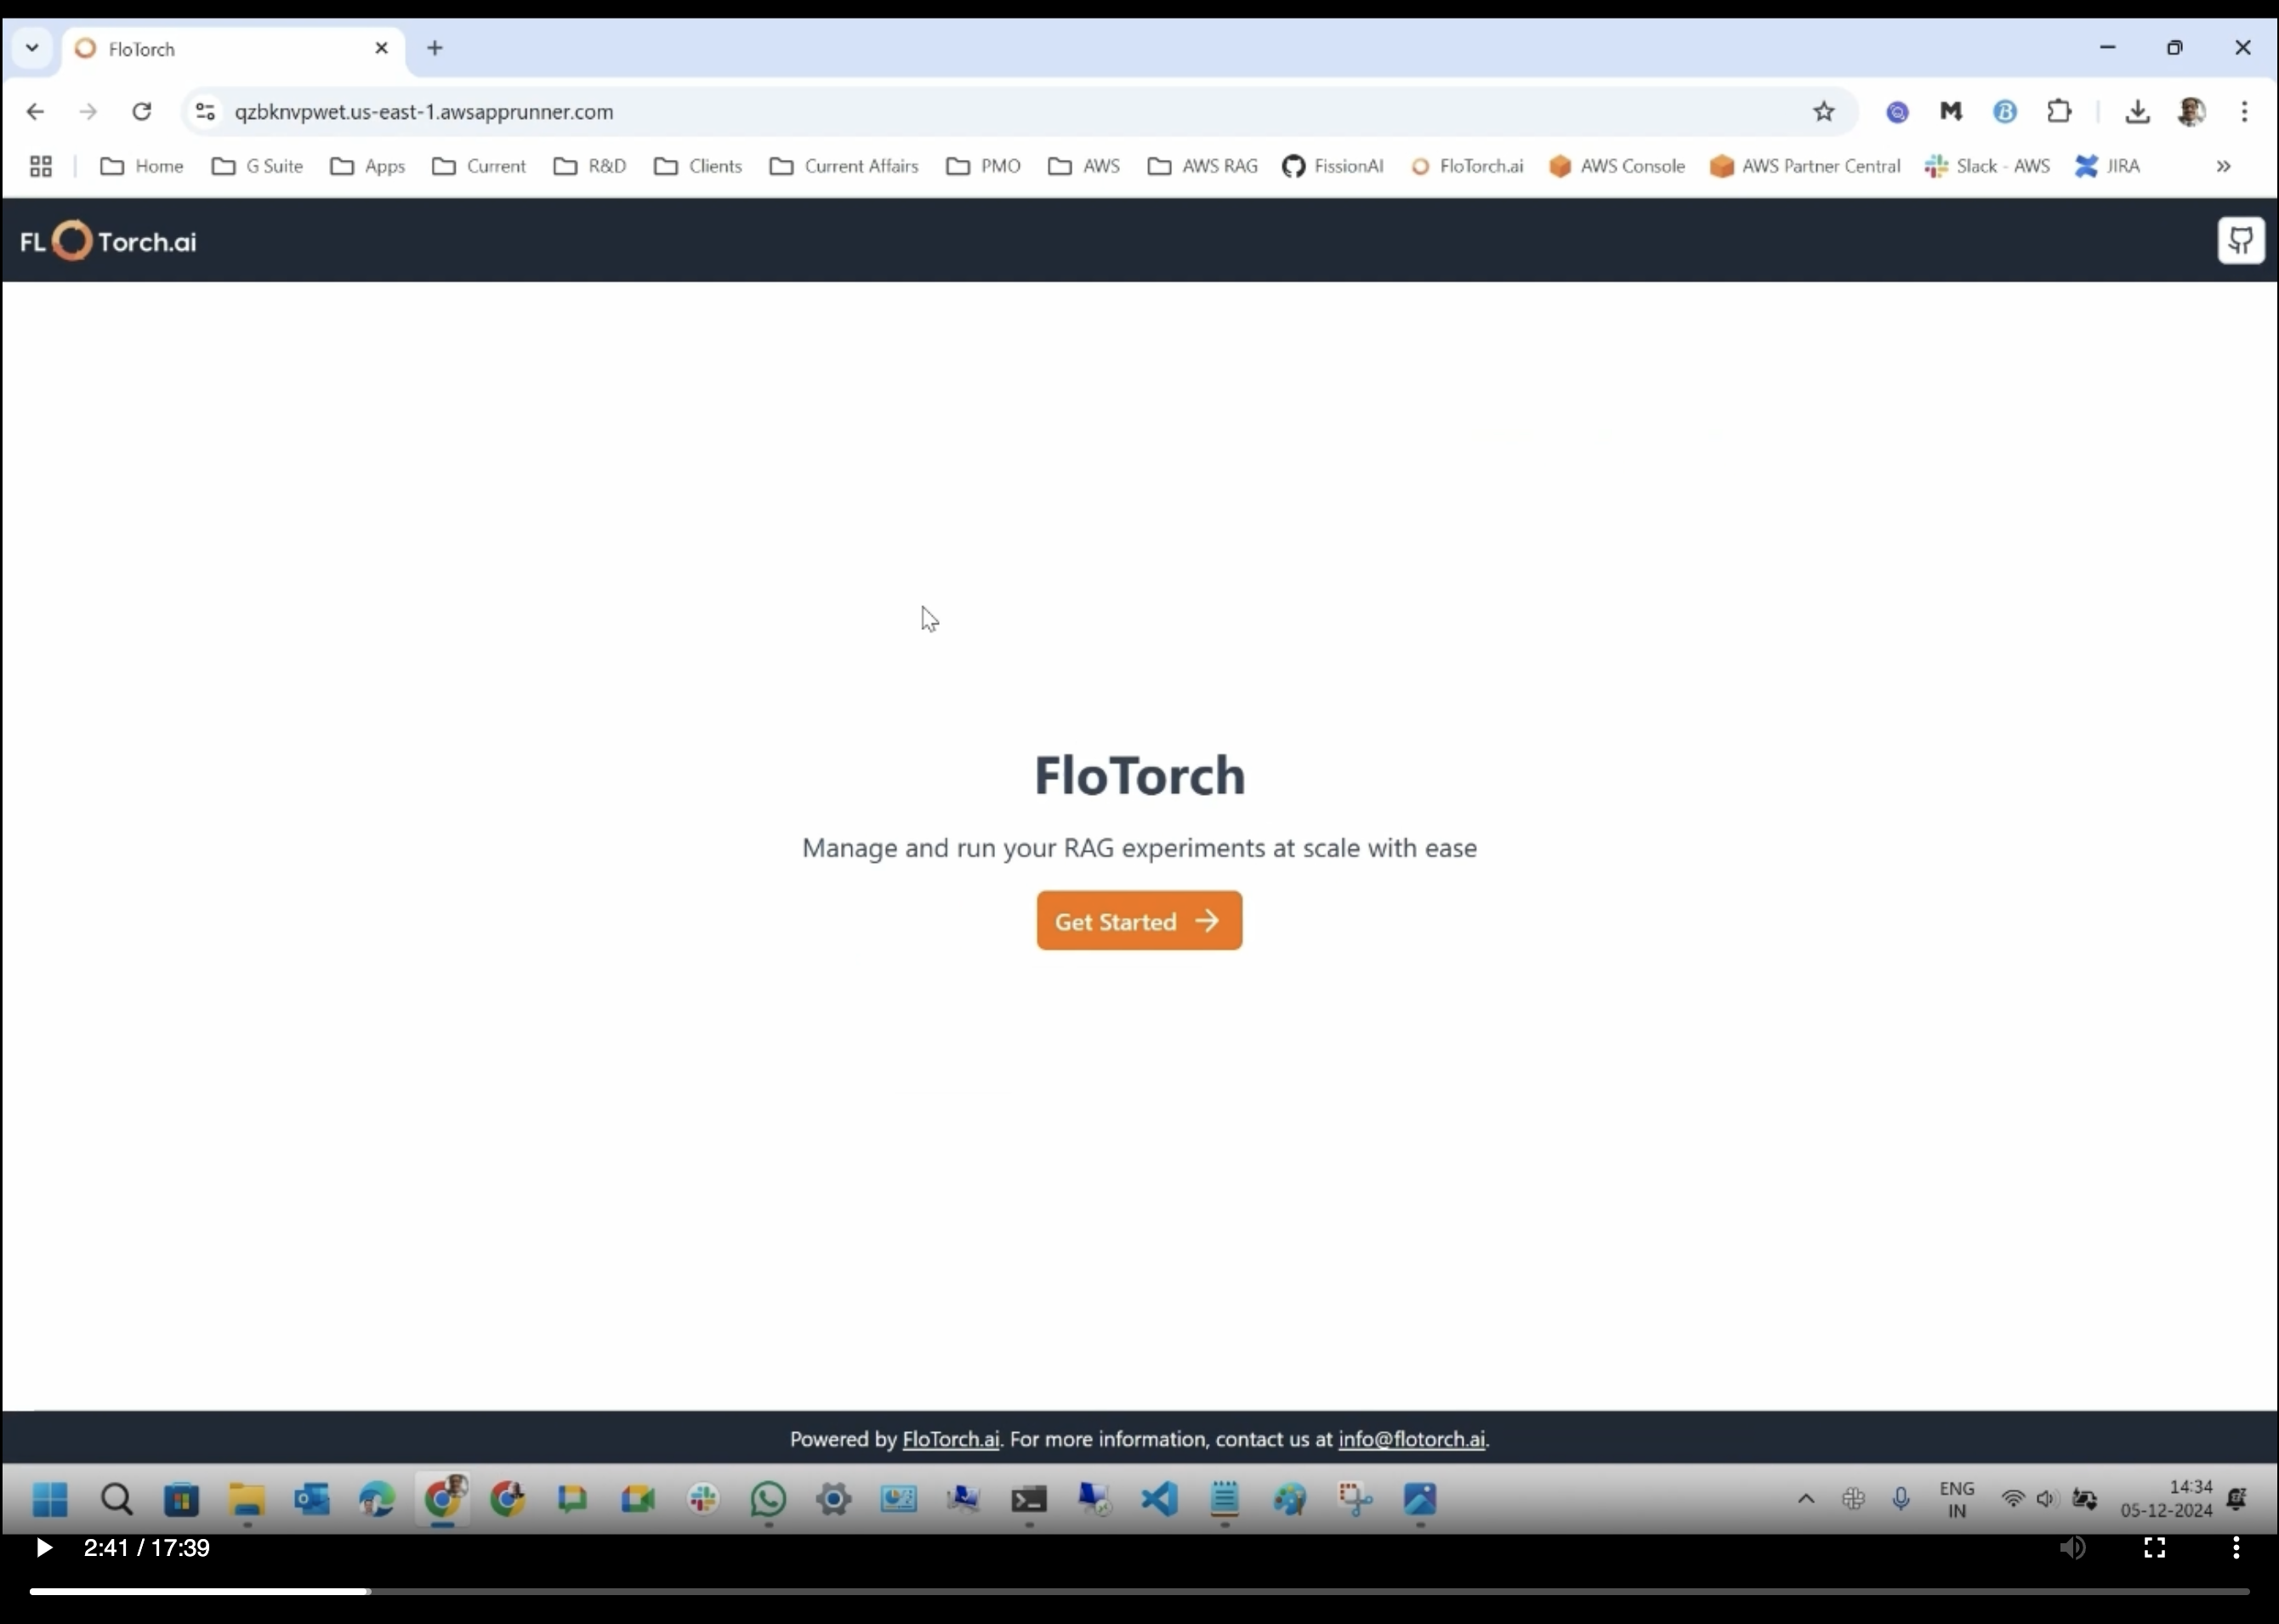 FloTorch
qzbknvpwet.us-east-1.awsapprunner.com
Home G Suite Apps Current R&D Clients Current Affairs PMO AWS AWS RAG FissionAI FloTorch.ai AWS Console AWS Partner Central Slack - AWS JIRA
FLOTorch.ai
FloTorch
Manage and run your RAG experiments at scale with ease
Get Started
Powered by FloTorch.ai. For more information, contact us at info@flotorch.ai.
ENG
IN
14:34
05-12-2024
2:41 / 17:39